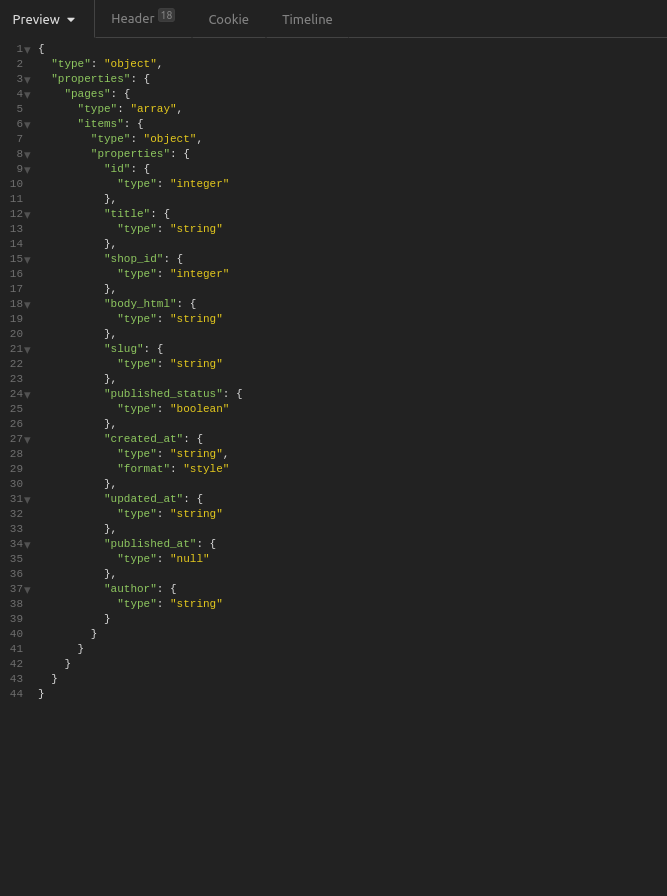 Preview Header 18 Cookie Timeline
1 {
2   "type": "object",
3   "properties": {
4     "pages": {
5       "type": "array",
6       "items": {
7         "type": "object",
8         "properties": {
9           "id": {
10             "type": "integer"
11           },
12           "title": {
13             "type": "string"
14           },
15           "shop_id": {
16             "type": "integer"
17           },
18           "body_html": {
19             "type": "string"
20           },
21           "slug": {
22             "type": "string"
23           },
24           "published_status": {
25             "type": "boolean"
26           },
27           "created_at": {
28             "type": "string",
29             "format": "style"
30           },
31           "updated_at": {
32             "type": "string"
33           },
34           "published_at": {
35             "type": "null"
36           },
37           "author": {
38             "type": "string"
39           }
40         }
41       }
42     }
43   }
44 }